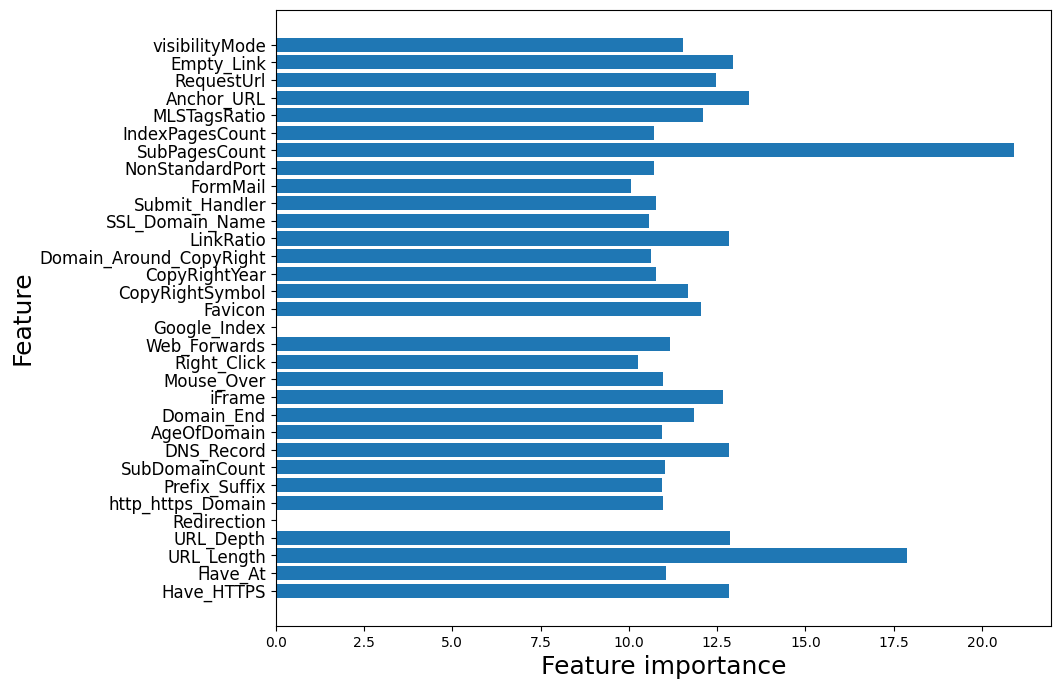 visibilityMode
Empty_Link
RequestUrl
Anchor_URL
MLSTagsRatio
IndexPagesCount
SubPagesCount
NonStandardPort
FormMail
Submit_Handler
SSL_Domain_Name
LinkRatio
Domain_Around_CopyRight
CopyRightYear
CopyRightSymbol
Favicon
Google_Index
Web_Forwards
Right_Click
Mouse_Over
iFrame
Domain_End
AgeOfDomain
DNS_Record
SubDomainCount
Prefix_Suffix
http_https_Domain
Redirection
URL_Depth
URL_Length
Have_At
Have_HTTPS
Feature
0.0 2.5 5.0 7.5 10.0 12.5 15.0 17.5 20.0
Feature importance